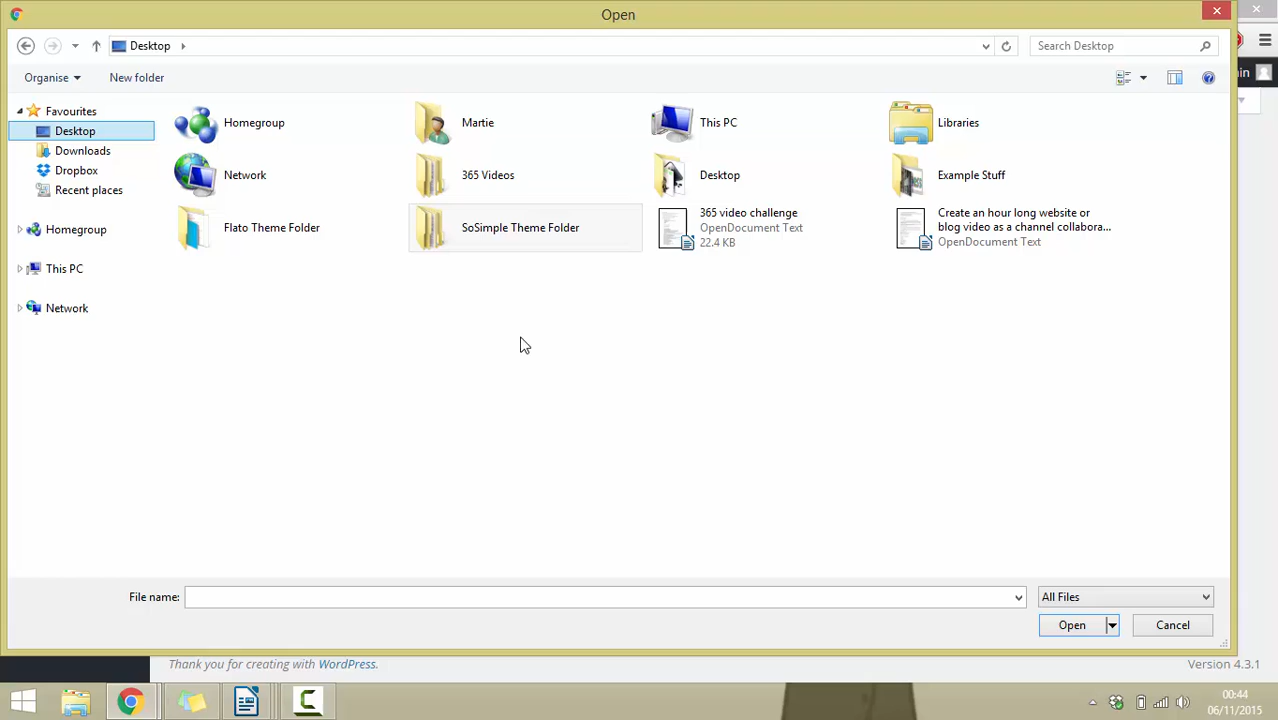 Open
Desktop
Search Desktop
Organise
New folder
in
Favourites
Desktop
Downloads
Dropbox
Recent places
Homegroup
This PC
Network
Homegroup
Martie
This PC
Libraries
Network
365 Videos
Desktop
Example Stuff
Flato Theme Folder
SoSimple Theme Folder
365 video challenge
OpenDocument Text
22.4 KB
Create an hour long website or
blog video as a channel collabora...
OpenDocument Text
File name:
All Files
Open
Cancel
Thank you for creating with WordPress.
Version 4.3.1
00:44
06/11/2015